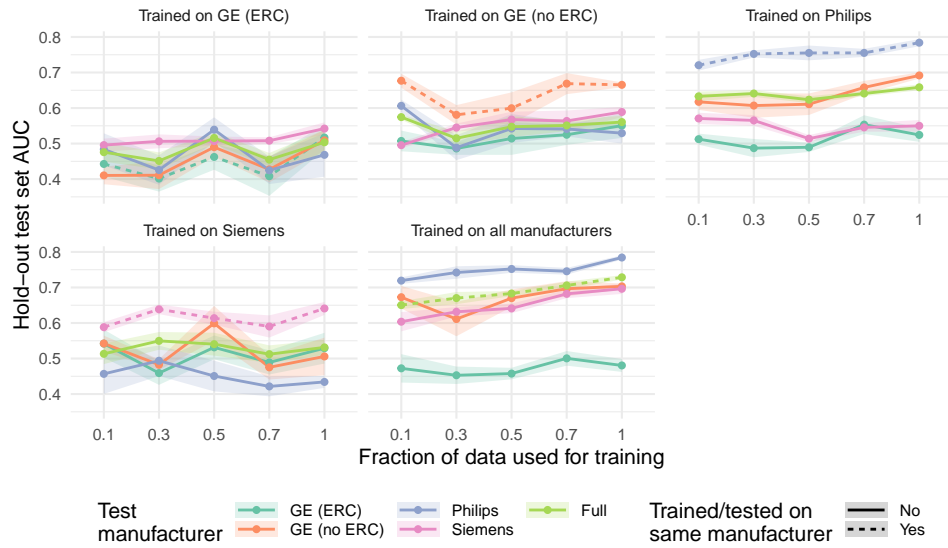 Trained on GE (ERC)
Trained on GE (no ERC)
Trained on Philips
0.8
0.7
0.6
0.5
0.4
0.1 0.3 0.5 0.7 1
Trained on Siemens
Trained on all manufacturers
0.8
0.7
0.6
0.5
0.4
0.1 0.3 0.5 0.7 1
0.1 0.3 0.5 0.7 1
Hold−out test set AUC
Fraction of data used for training
Test
manufacturer
GE (ERC)
GE (no ERC)
Philips
Siemens
Full
Trained/tested on
same manufacturer
No
Yes